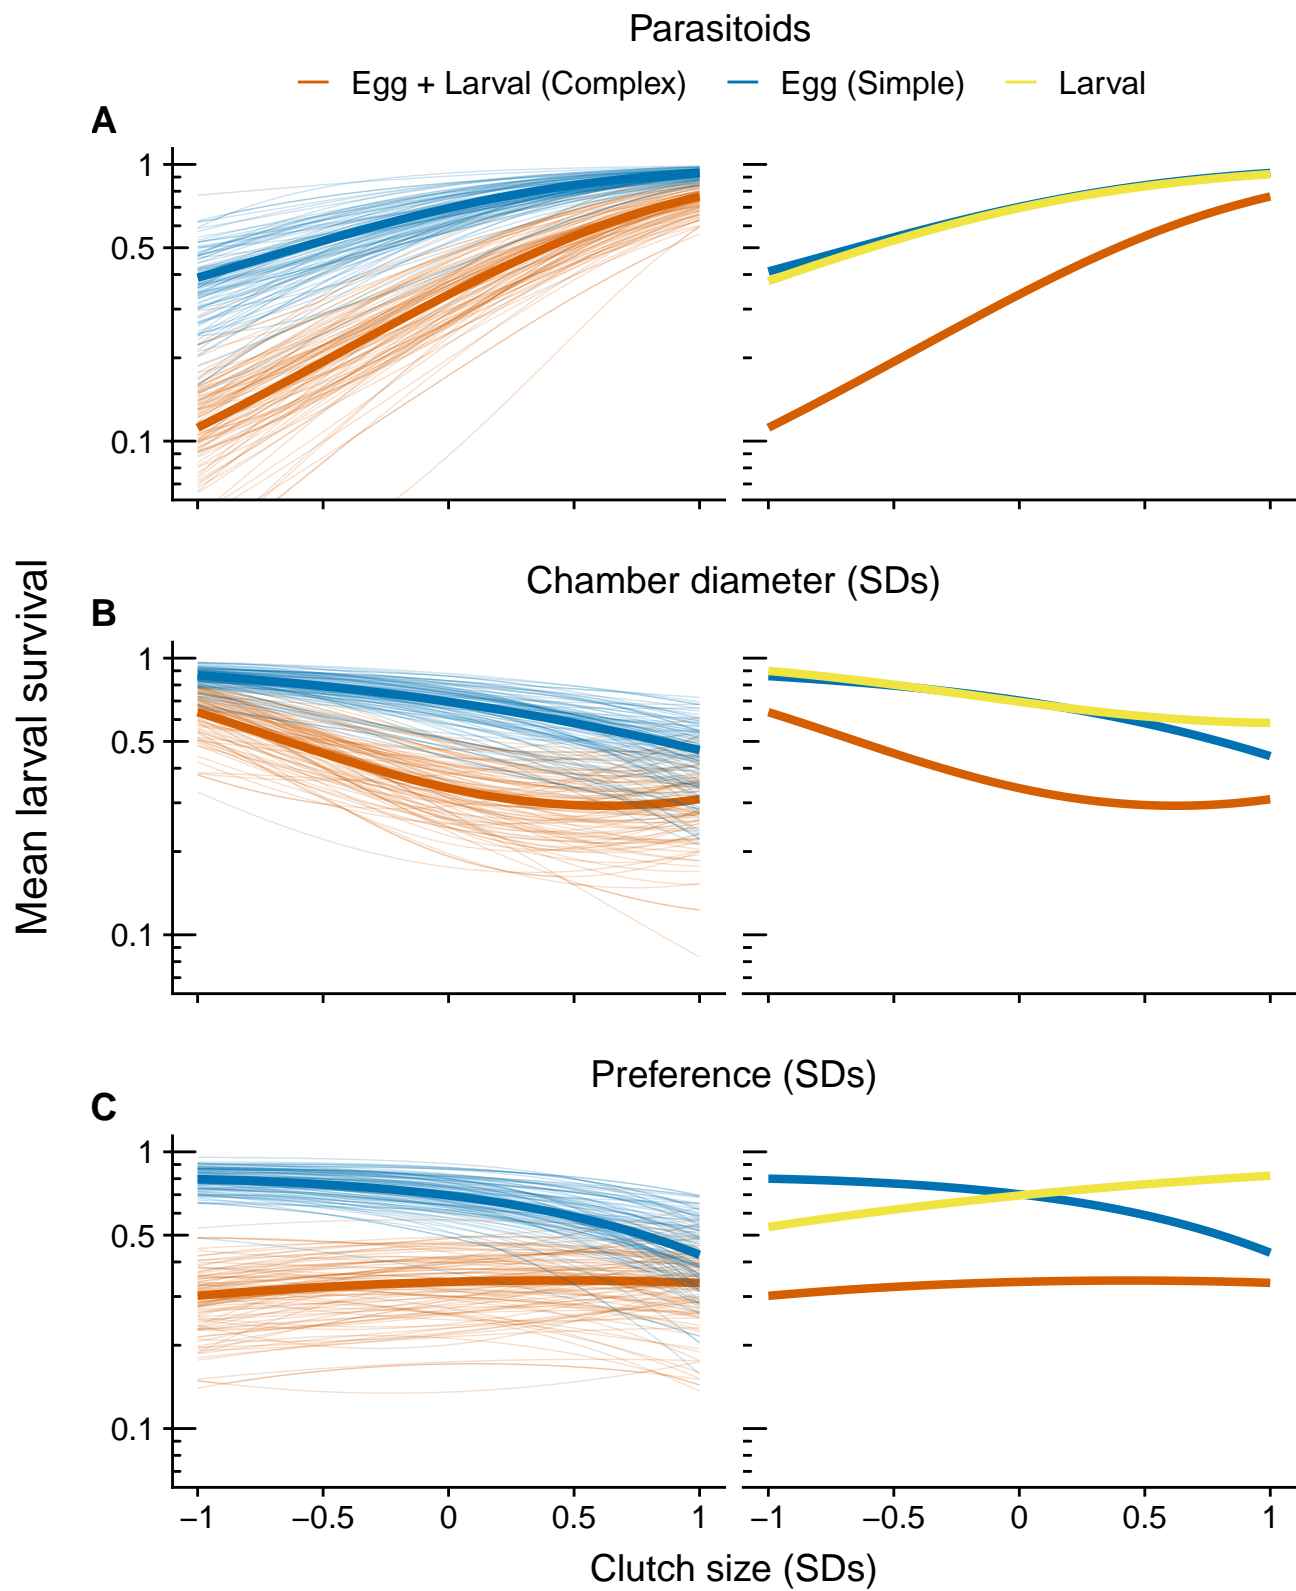 Parasitoids
Egg + Larval (Complex) Egg (Simple) Larval
A
1
0.5
0.1
Mean larval survival
Chamber diameter (SDs)
B
1
0.5
0.1
Preference (SDs)
C
1
0.5
0.1
−1 −0.5 0 0.5 1 −1 −0.5 0 0.5 1
Clutch size (SDs)